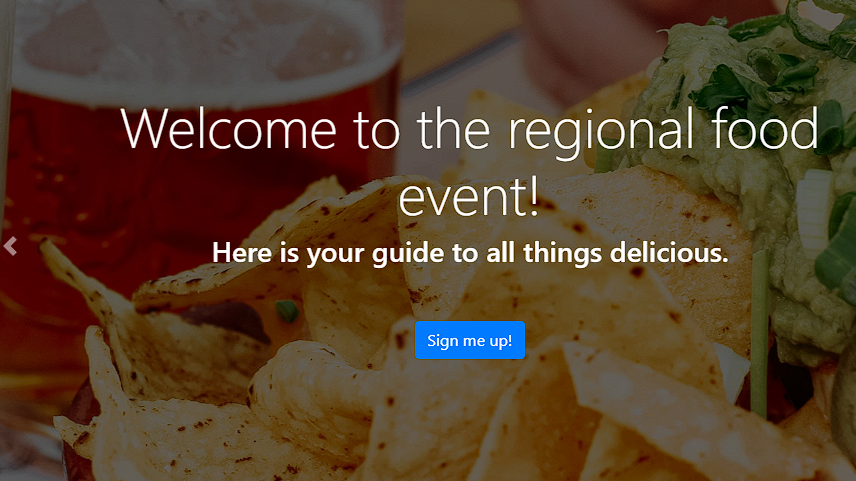 Welcome to the regional food
event!
Here is your guide to all things delicious.
Sign me up!